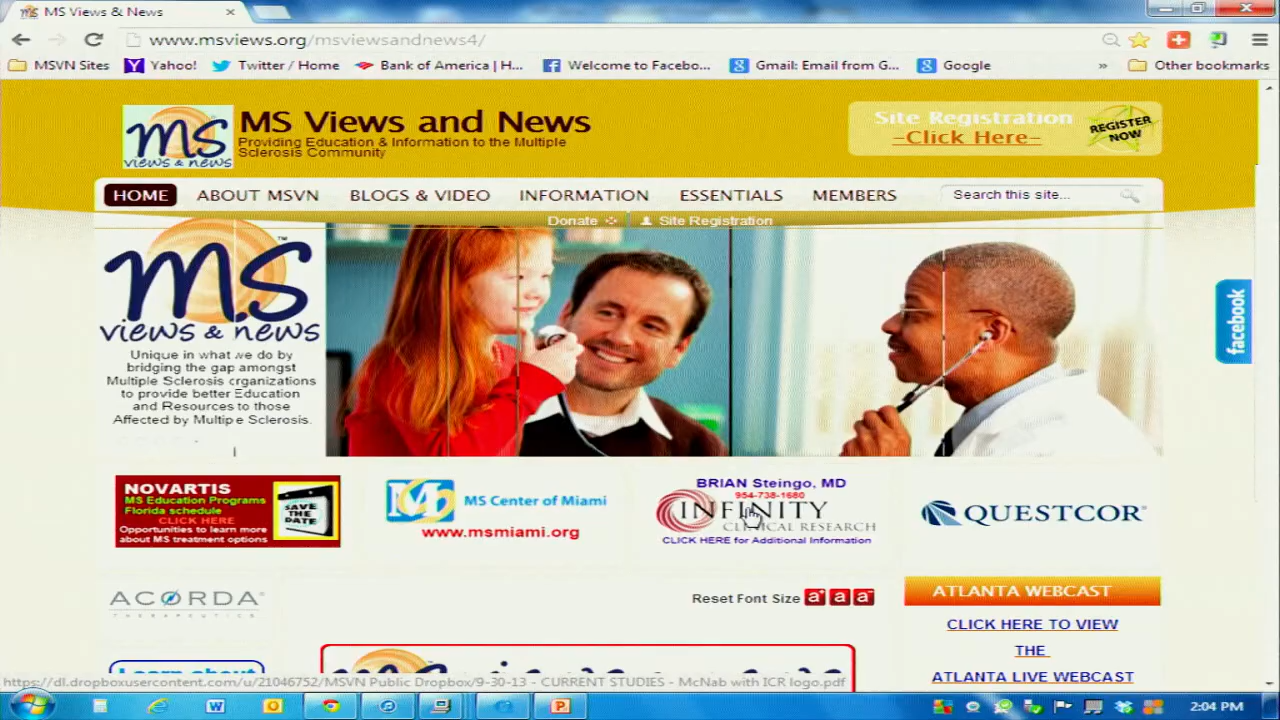 MS Views & News
www.msviews.org/msviewsandnews4/
MSVN Sites
Yahoo!
Twitter / Home
Bank of America | H...
Welcome to Facebo...
Gmail: Email from G...
Google
»
Other bookmarks
ms
views & news
MS Views and News
Providing Education & Information to the Multiple
Sclerosis Community
Site Registration
~Click Here~
REGISTER
NOW
HOME
ABOUT MSVN
BLOGS & VIDEO
INFORMATION
ESSENTIALS
MEMBERS
Search this site...
Donate
Site Registration
ms
views & news
™
Unique in what we do by
bridging the gap amongst
Multiple Sclerosis organizations
to provide better Education
and Resources to those
Affected by Multiple Sclerosis.
facebook
NOVARTIS
MS Education Programs
Florida schedule
CLICK HERE
Opportunities to learn more
about MS treatment options
SAVE
THE
DATE
MS Center of Miami
www.msmiami.org
BRIAN Steingo, MD
954-738-1680
INFINITY
CLINICAL RESEARCH
CLICK HERE for Additional Information
QUESTCOR
ACORDA
THERAPEUTICS
Reset Font Size
a+ a a-
ATLANTA WEBCAST
CLICK HERE TO VIEW
THE
ATLANTA LIVE WEBCAST
Learn about
https://dl.dropboxusercontent.com/u/21046752/MSVN Public Dropbox/9-30-13 - CURRENT STUDIES - McNab with ICR logo.pdf
2:04 PM